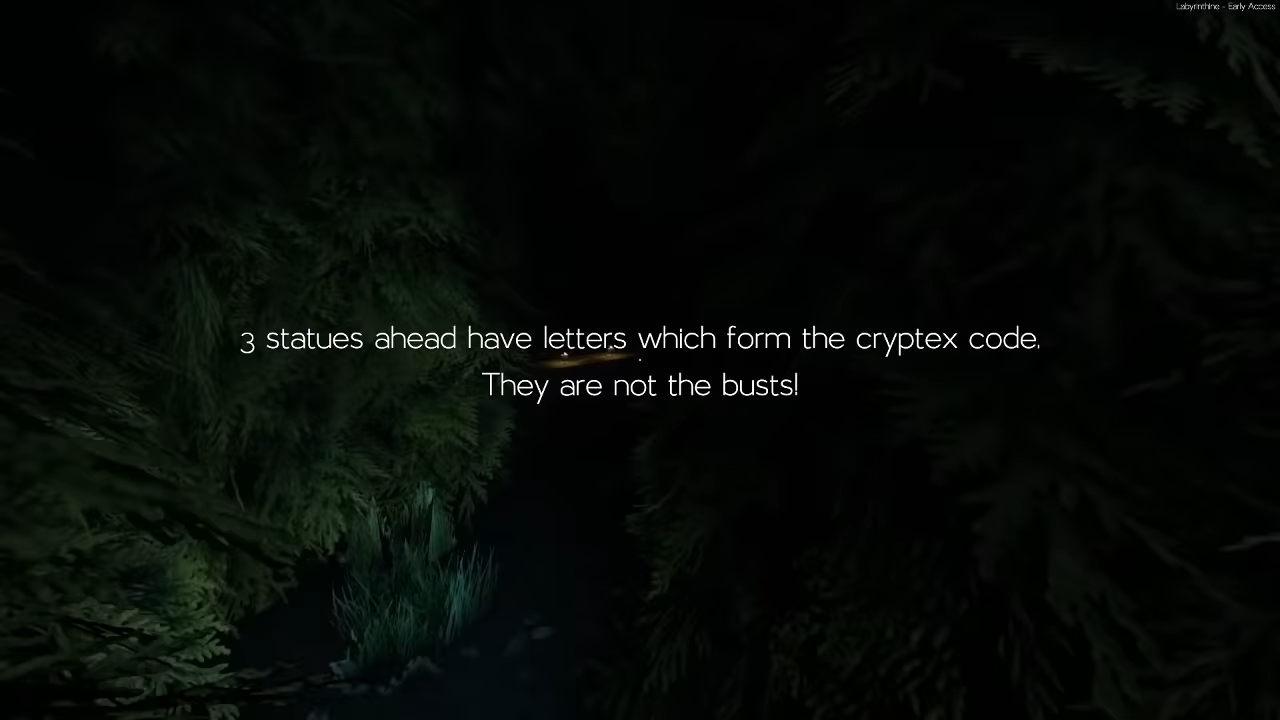 Labyrinthine - Early Access
3 statues ahead have letters which form the cryptex code.
They are not the busts!